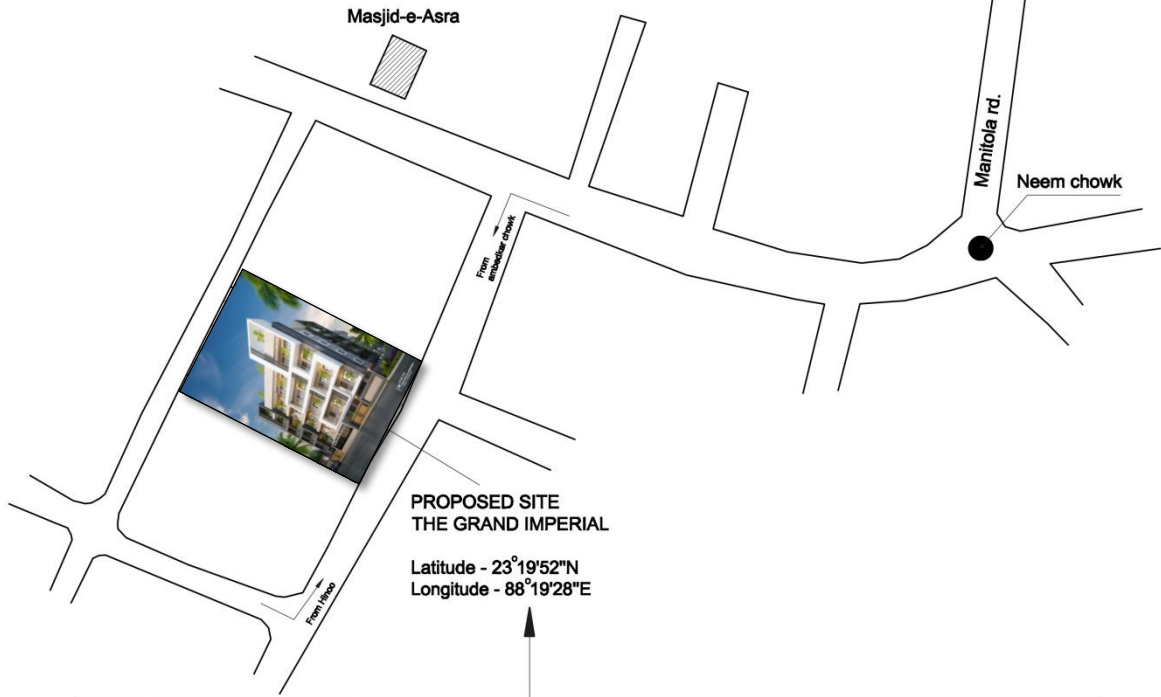 Masjid-e-Asra
Manitola rd.
Neem chowk
From
ambedkar chowk
PROPOSED SITE
THE GRAND IMPERIAL
Latitude - 23°19'52"N
Longitude - 88°19'28"E
From Hinoo